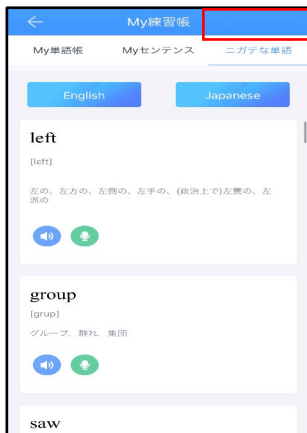 My練習帳
My単語帳 Myセンテンス ニガテな単語
English Japanese
left
[left]
左の、左方の、左側の、左手の、(政治上で)左翼の、左
派の
group
[grup]
グループ、群れ、集団
saw